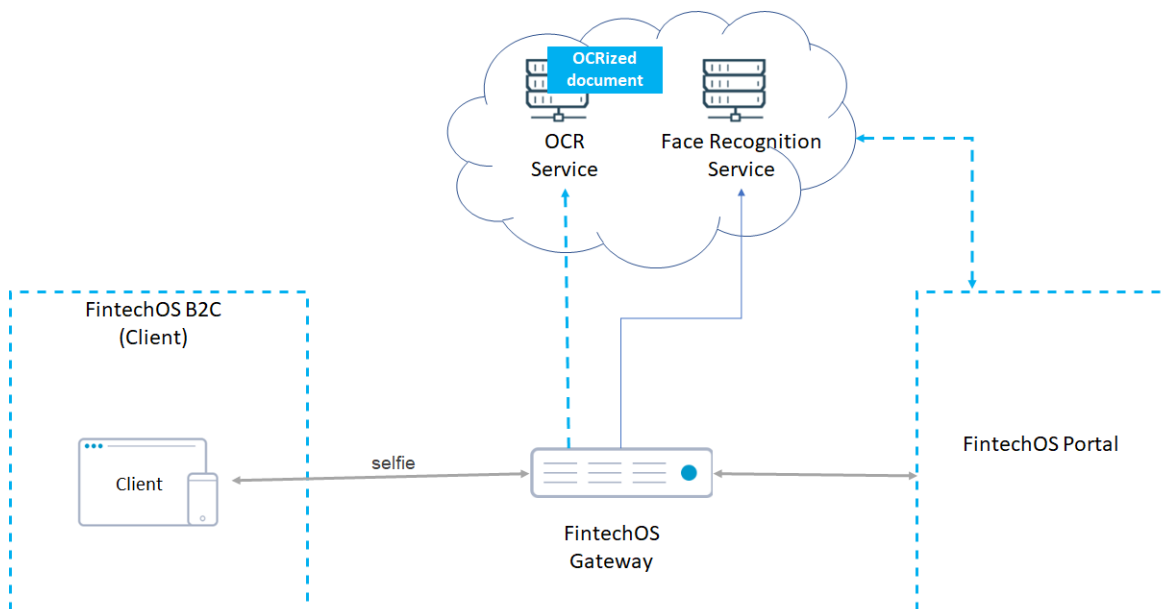 OCRized
document
OCR
Service
Face Recognition
Service
FintechOS B2C
(Client)
Client
selfie
FintechOS Portal
FintechOS
Gateway